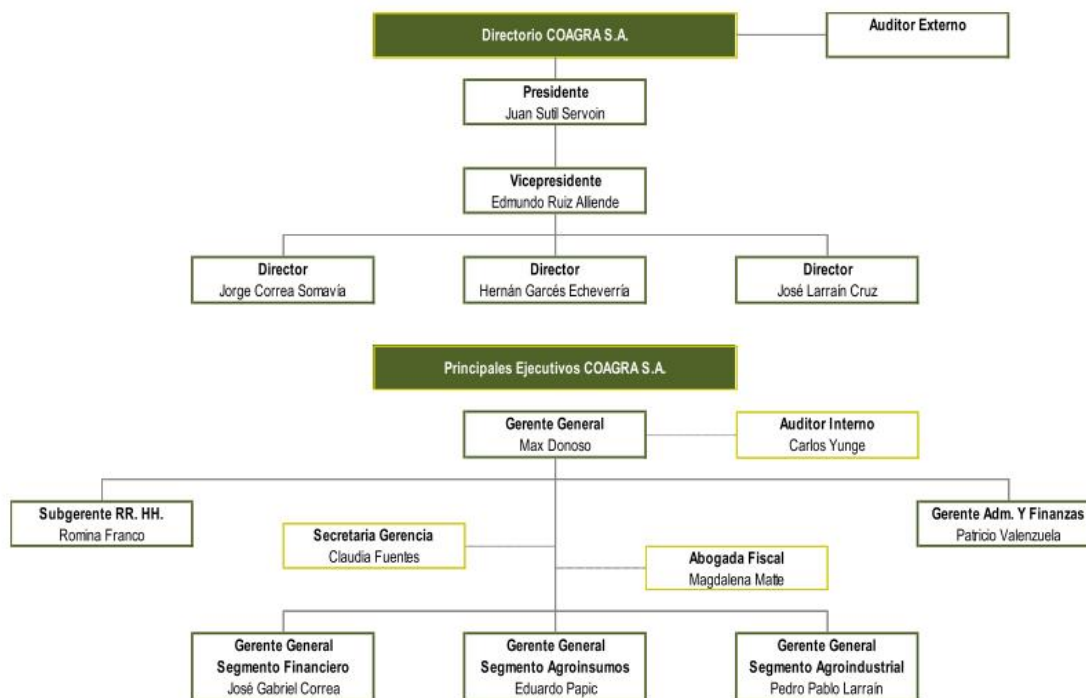 Directorio COAGRA S.A.
Auditor Externo
Presidente
Juan Sutil Servoin
Vicepresidente
Edmundo Ruiz Alliende
Director
Jorge Correa Somavía
Director
Hernán Garcés Echeverría
Director
José Larraín Cruz
Principales Ejecutivos COAGRA S.A.
Gerente General
Max Donoso
Auditor Interno
Carlos Yunge
Subgerente RR. HH.
Romina Franco
Gerente Adm. Y Finanzas
Patricio Valenzuela
Secretaria Gerencia
Claudia Fuentes
Abogada Fiscal
Magdalena Matte
Gerente General
Segmento Financiero
José Gabriel Correa
Gerente General
Segmento Agroinsumos
Eduardo Papic
Gerente General
Segmento Agroindustrial
Pedro Pablo Larraín